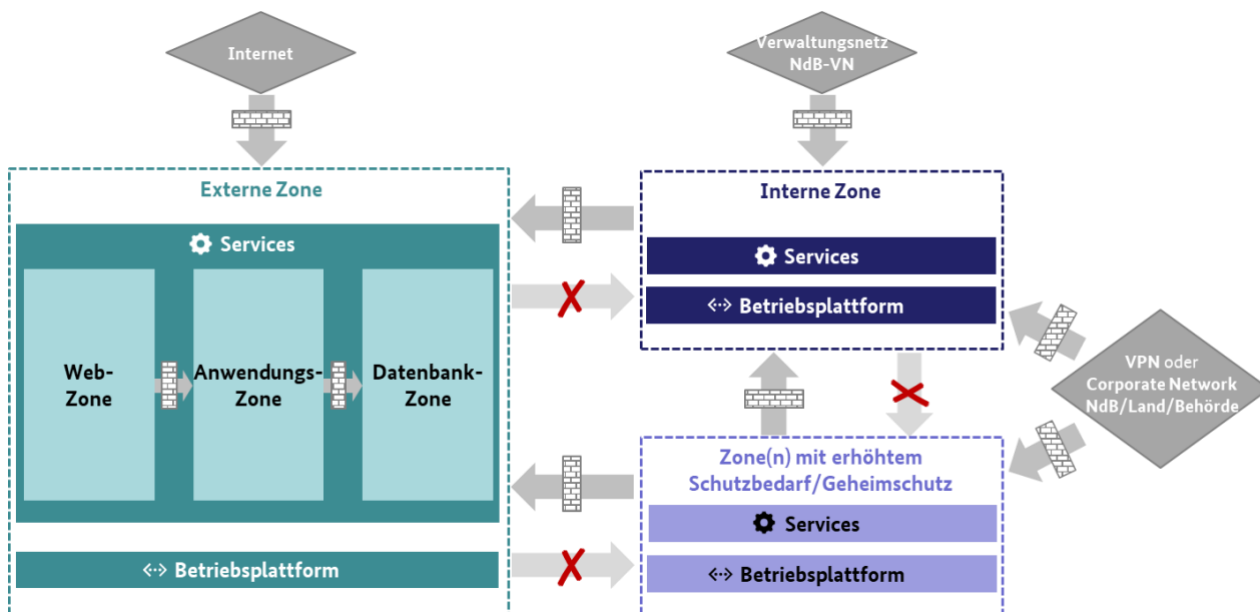 Internet
Verwaltungsnetz
NdB-VN
Externe Zone
Services
Web-
Zone
Anwendungs-
Zone
Datenbank-
Zone
Betriebsplattform
Interne Zone
Services
Betriebsplattform
VPN oder
Corporate Network
NdB/Land/Behörde
Zone(n) mit erhöhtem
Schutzbedarf/Geheimschutz
Services
Betriebsplattform